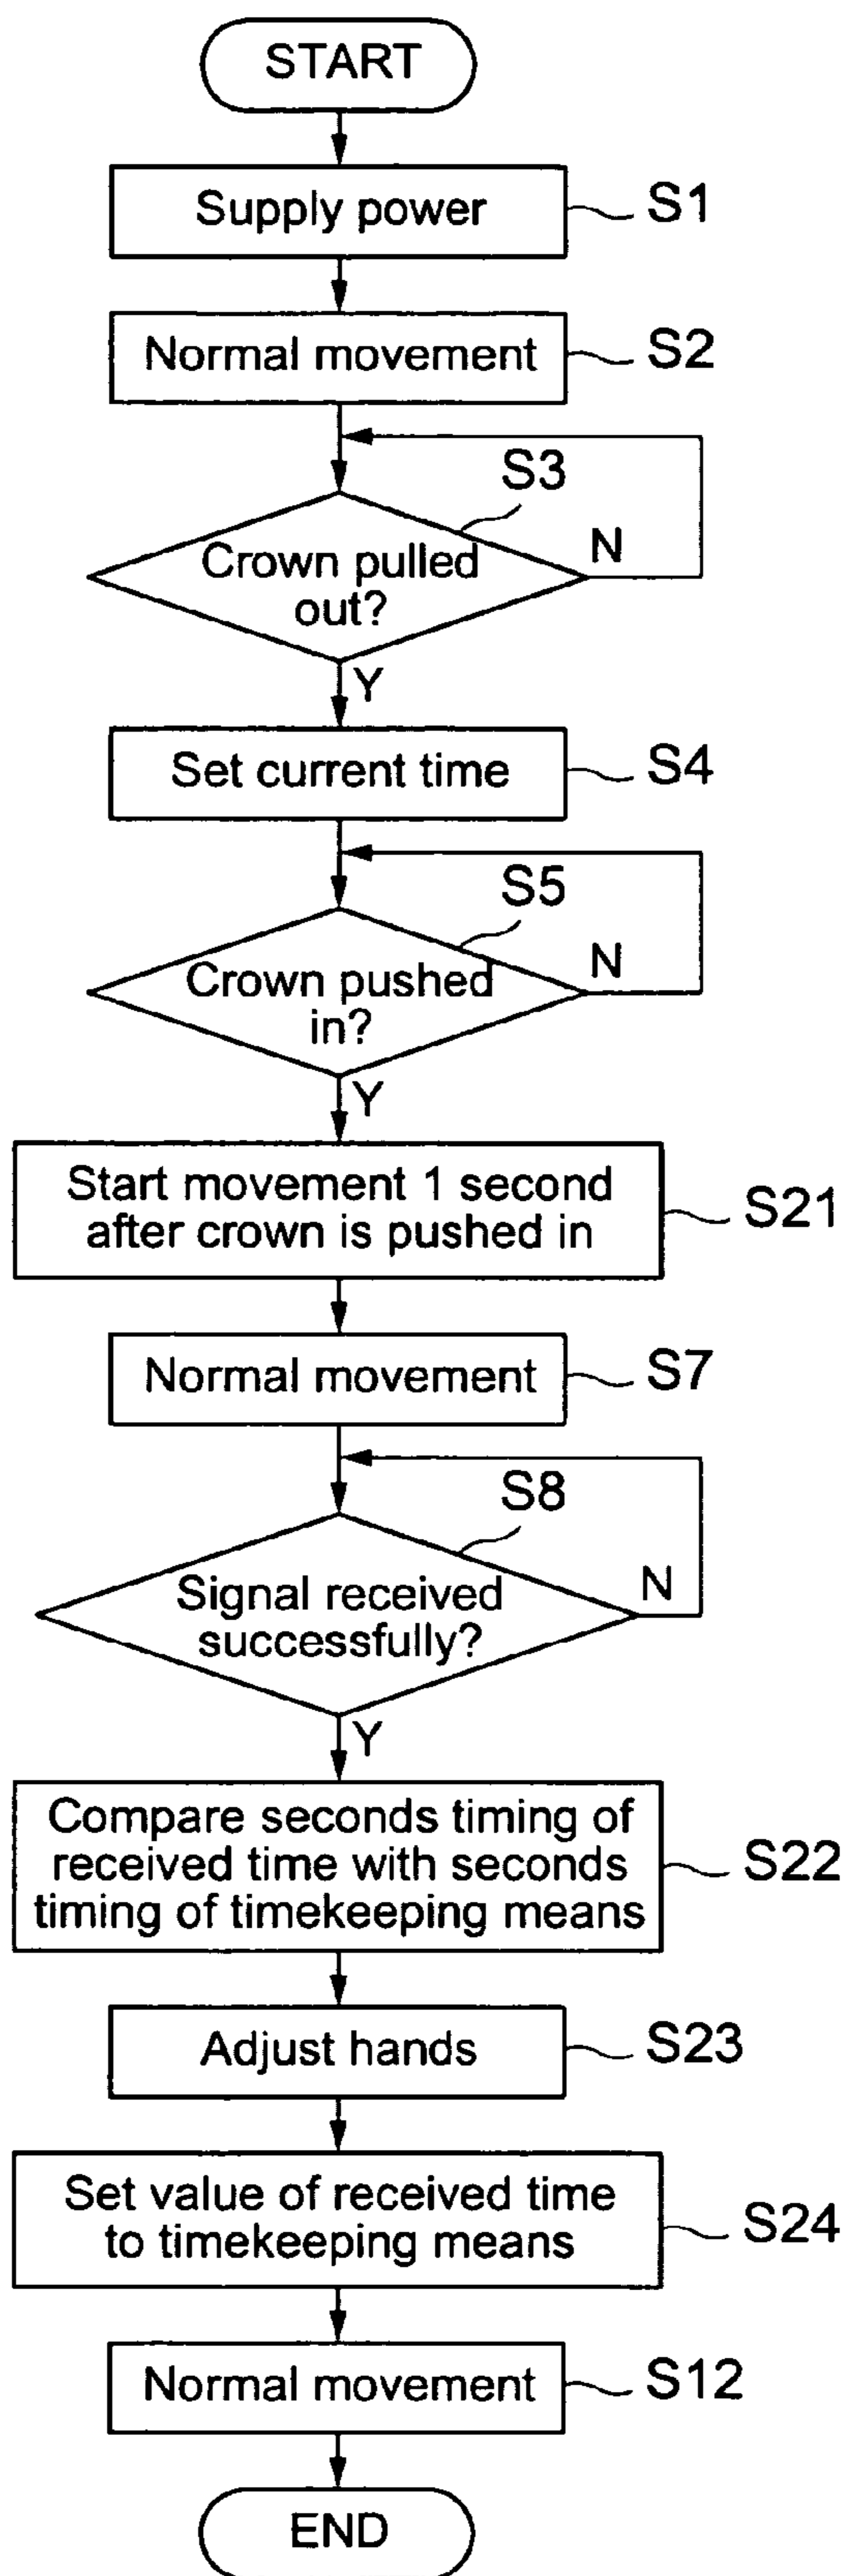 START
Supply power
S1
Normal movement
S2
S3
Crown pulled
out?
N
Y
Set current time
S4
S5
Crown pushed
in?
N
Y
Start movement 1 second
after crown is pushed in
S21
Normal movement
S7
S8
Signal received
successfully?
N
Y
Compare seconds timing of
received time with seconds
timing of timekeeping means
S22
Adjust hands
S23
Set value of received time
to timekeeping means
S24
Normal movement
S12
END